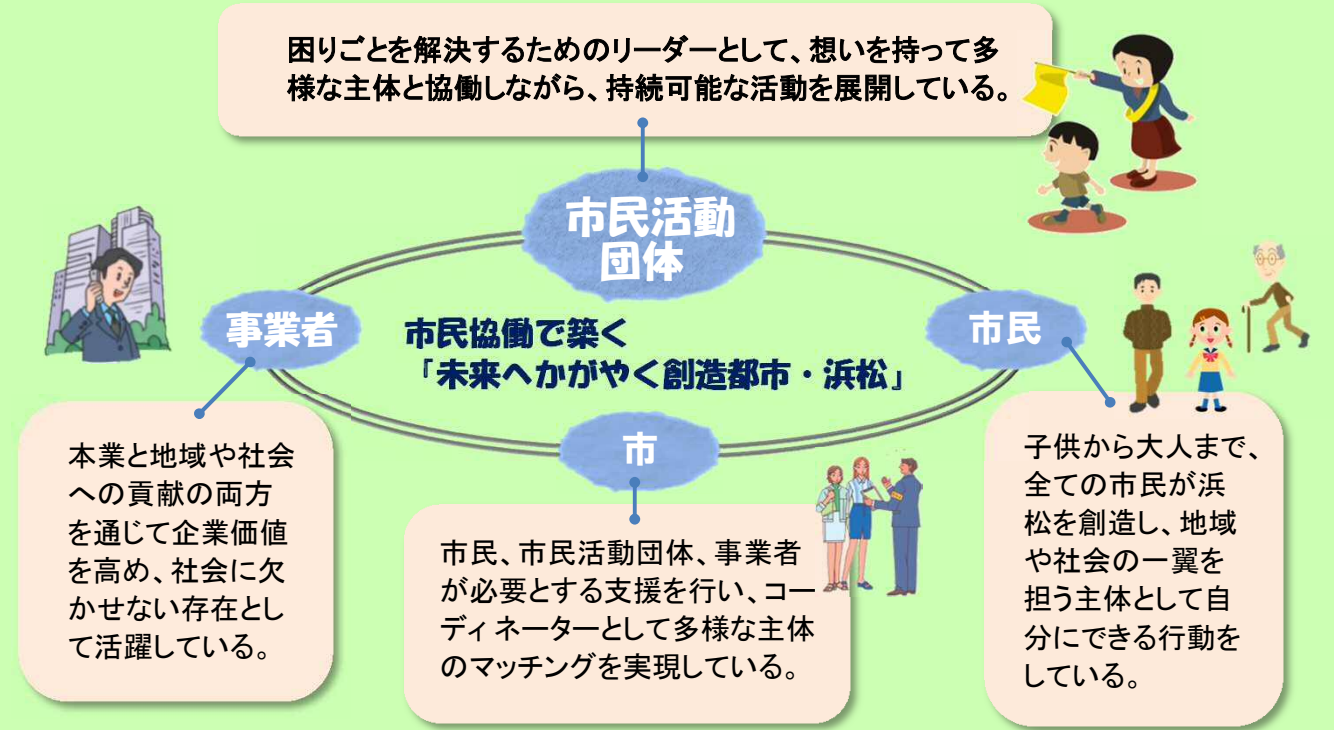 困りごとを解決するためのリーダーとして、想いを持って多
様な主体と協働しながら、持続可能な活動を展開している。
市民活動
団体
事業者
市民協働で築く
「未来へかがやく創造都市・浜松」
市民
市
本業と地域や社会
への貢献の両方
を通じて企業価値
を高め、社会に欠
かせない存在とし
て活躍している。
市民、市民活動団体、事業者
が必要とする支援を行い、コー
ディネーターとして多様な主体
のマッチングを実現している。
子供から大人まで、
全ての市民が浜
松を創造し、地域
や社会の一翼を
担う主体として自
分にできる行動を
している。